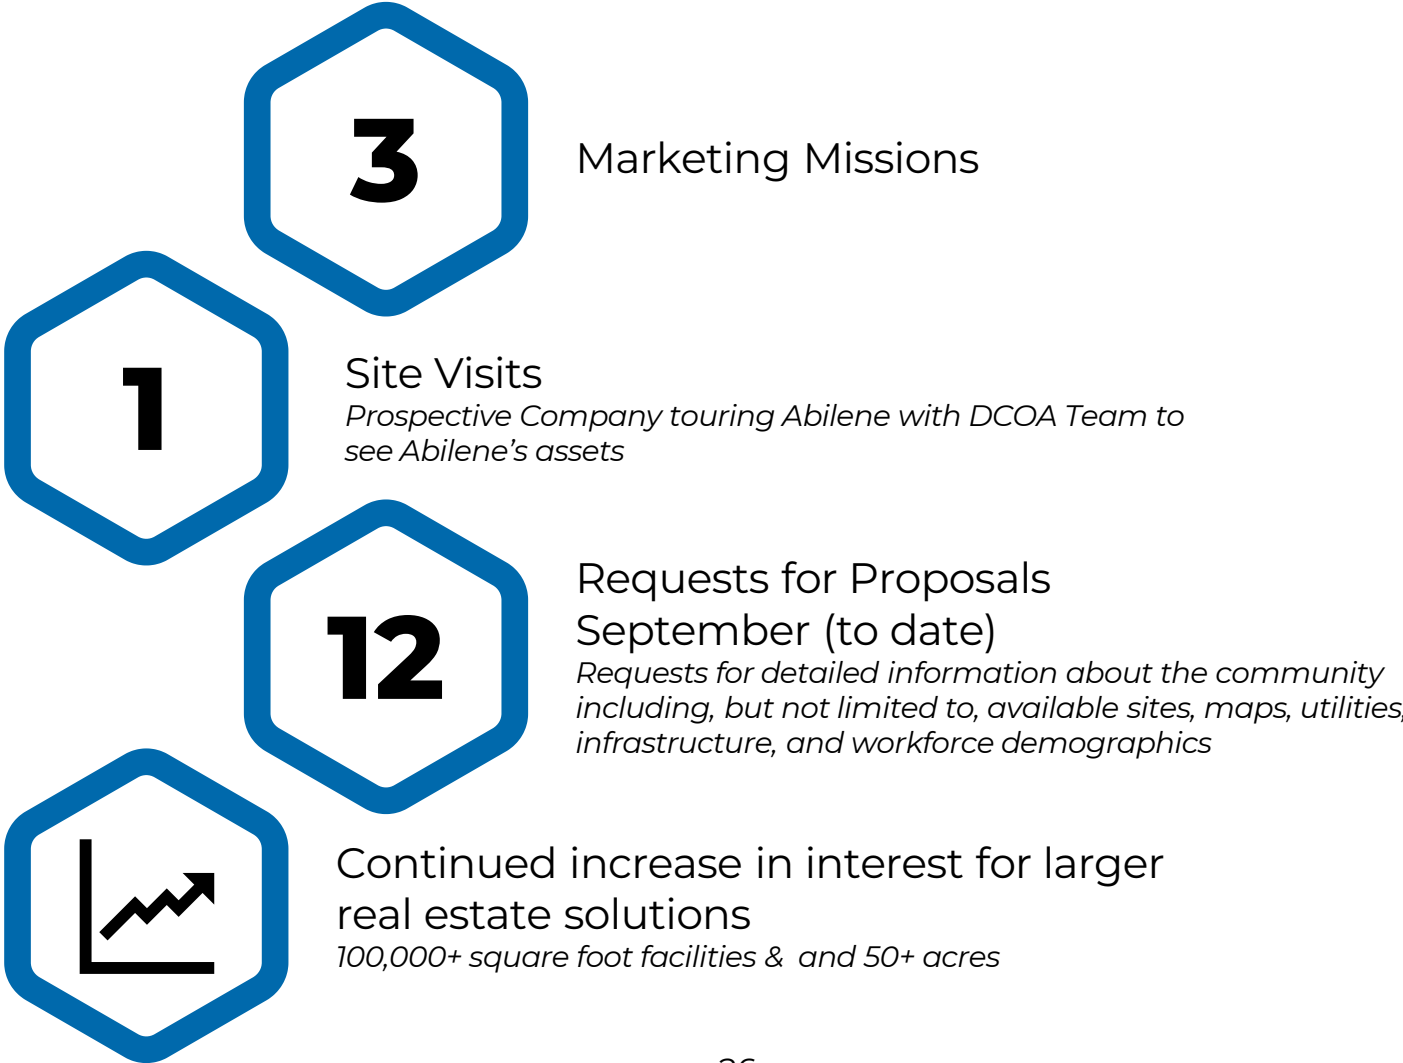 3
Marketing Missions
1
Site Visits
Prospective Company touring Abilene with DCOA Team to
see Abilene’s assets
12
Requests for Proposals
September (to date)
Requests for detailed information about the community
including, but not limited to, available sites, maps, utilities,
infrastructure, and workforce demographics
Continued increase in interest for larger
real estate solutions
100,000+ square foot facilities &  and 50+ acres